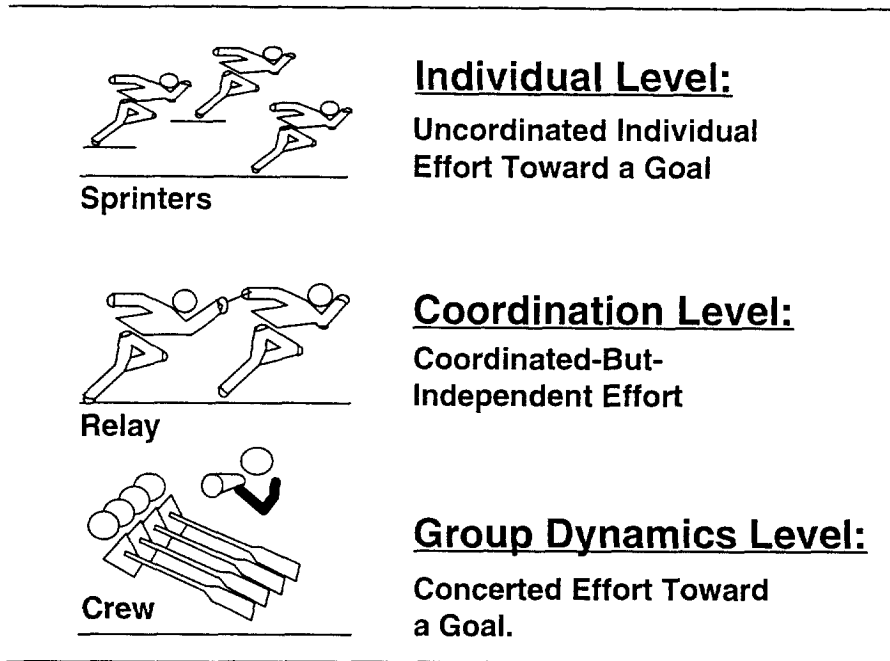 Individual Level:
Uncordinated Individual
Effort Toward a Goal
Sprinters
Coordination Level:
Coordinated-But-
Independent Effort
Relay
Group Dynamics Level:
Concerted Effort Toward
a Goal.
Crew